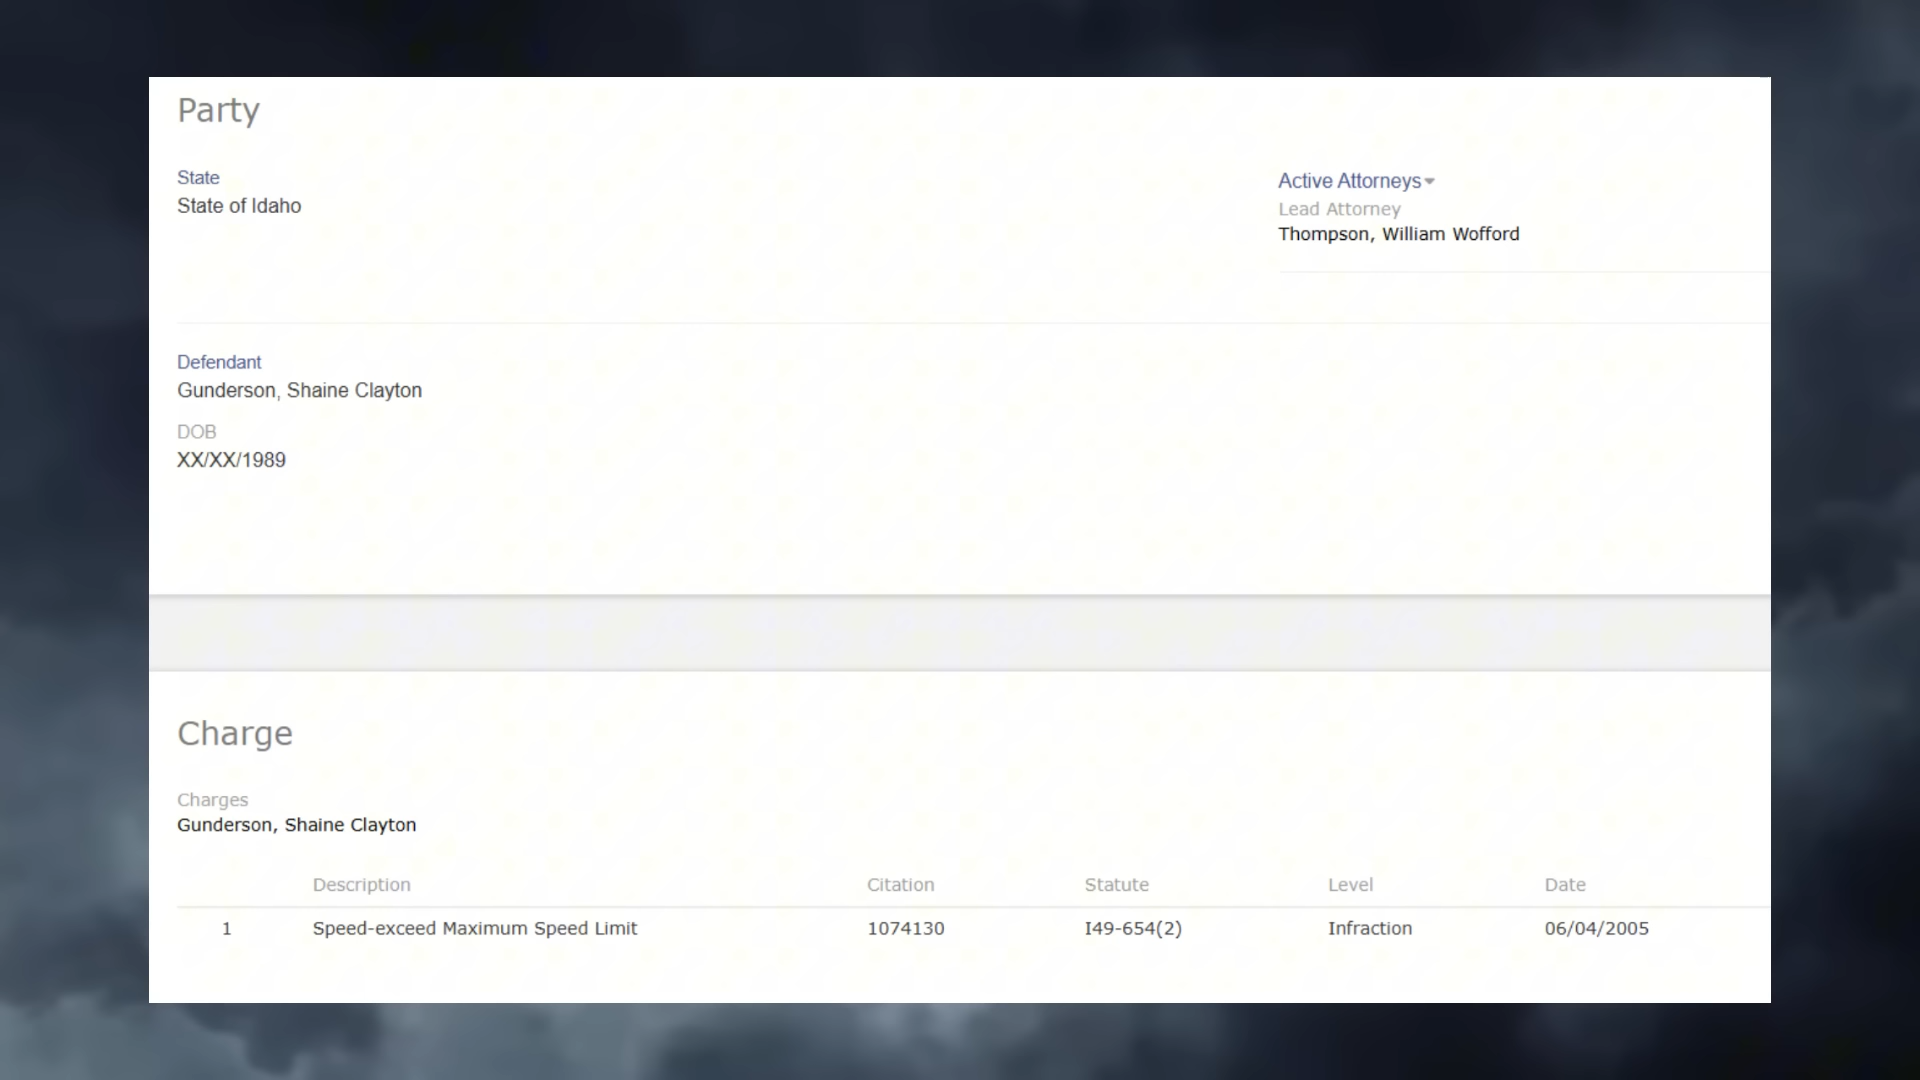 Party
State
State of Idaho
Active Attorneys
Lead Attorney
Thompson, William Wofford
Defendant
Gunderson, Shaine Clayton
DOB
XX/XX/1989
Charge
Charges
Gunderson, Shaine Clayton
Description Citation Statute Level Date
1 Speed-exceed Maximum Speed Limit 1074130 I49-654(2) Infraction 06/04/2005